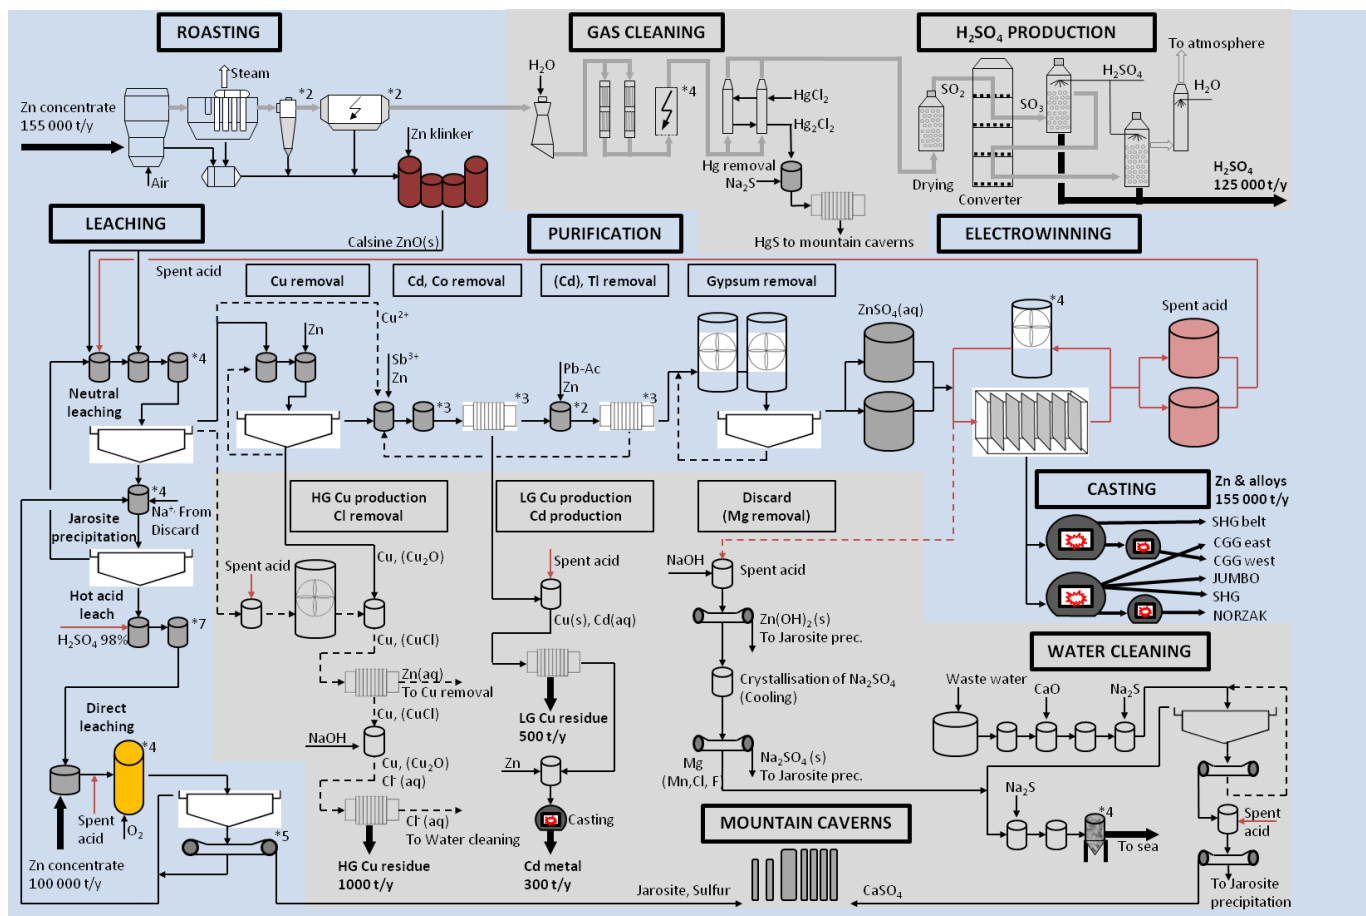 ROASTING
GAS CLEANING
H₂SO₄ PRODUCTION
To atmosphere
Steam
H₂O
H₂SO₄
H₂O
Zn concentrate
155 000 t/y
*2
*2
*4
HgCl₂
Hg₂Cl₂
SO₂
SO₃
Zn klinker
Air
Hg removal
Na₂S
Drying
Converter
H₂SO₄
125 000 t/y
LEACHING
PURIFICATION
ELECTROWINNING
Calsine ZnO(s)
HgS to mountain caverns
Spent acid
Cu removal
Cd, Co removal
(Cd), Tl removal
Gypsum removal
ZnSO₄(aq)
*4
Spent acid
Cu²⁺
Zn
Sb³⁺
Zn
Pb-Ac
Zn
*4
*3
*3
*2
*3
Neutral
leaching
*4
Na⁺ From
Discard
Jarosite
precipitation
HG Cu production
Cl removal
LG Cu production
Cd production
Discard
(Mg removal)
CASTING
Zn & alloys
155 000 t/y
SHG belt
CGG east
CGG west
JUMBO
SHG
NORZAK
Hot acid
leach
H₂SO₄ 98%
*7
Spent acid
Cu, (Cu₂O)
Spent acid
NaOH
Spent acid
Cu, (CuCl)
Cu(s), Cd(aq)
Zn(OH)₂(s)
To Jarosite prec.
WATER CLEANING
Zn(aq)
To Cu removal
Crystallisation of Na₂SO₄
(Cooling)
Waste water
CaO
Na₂S
Cu, (CuCl)
LG Cu residue
500 t/y
Direct
leaching
*4
NaOH
Cu, (Cu₂O)
Cl⁻(aq)
Zn
Mg
(Mn,Cl, F)
Na₂SO₄(s)
To Jarosite prec.
Na₂S
*4
To sea
Spent
acid
O₂
Cl⁻(aq)
To Water cleaning
Casting
MOUNTAIN CAVERNS
Spent
acid
*5
Zn concentrate
100 000 t/y
HG Cu residue
1000 t/y
Cd metal
300 t/y
Jarosite, Sulfur
CaSO₄
To Jarosite
precipitation